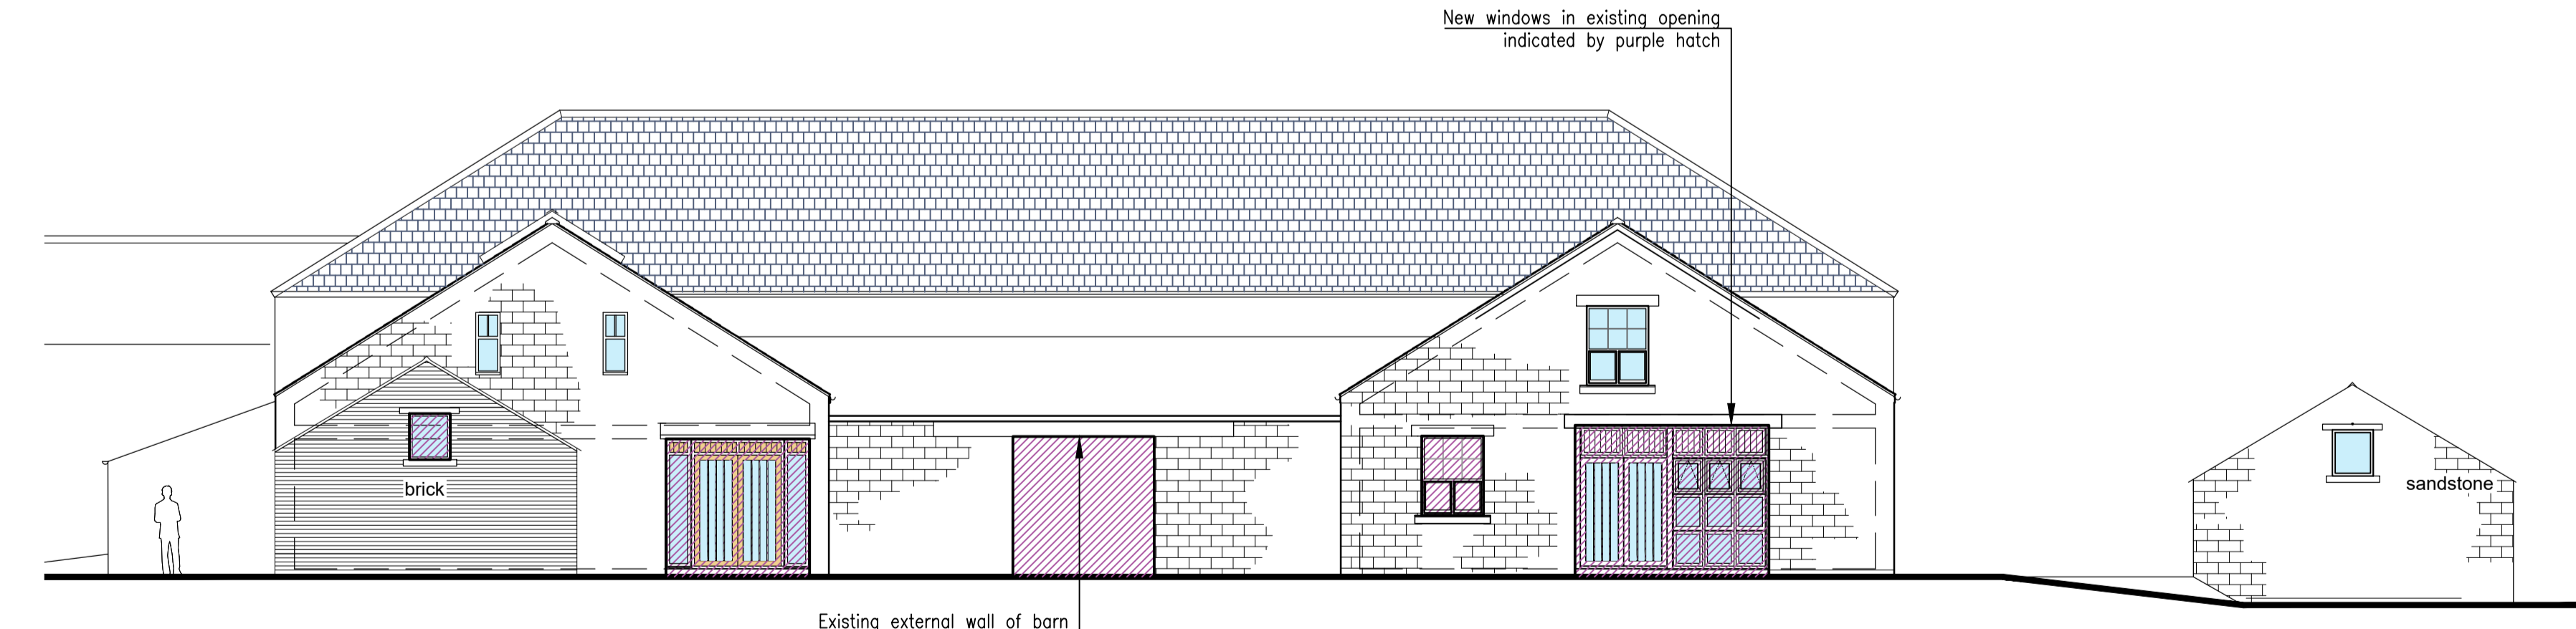 New windows in existing opening
indicated by purple hatch
brick
sandstone
Existing external wall of barn